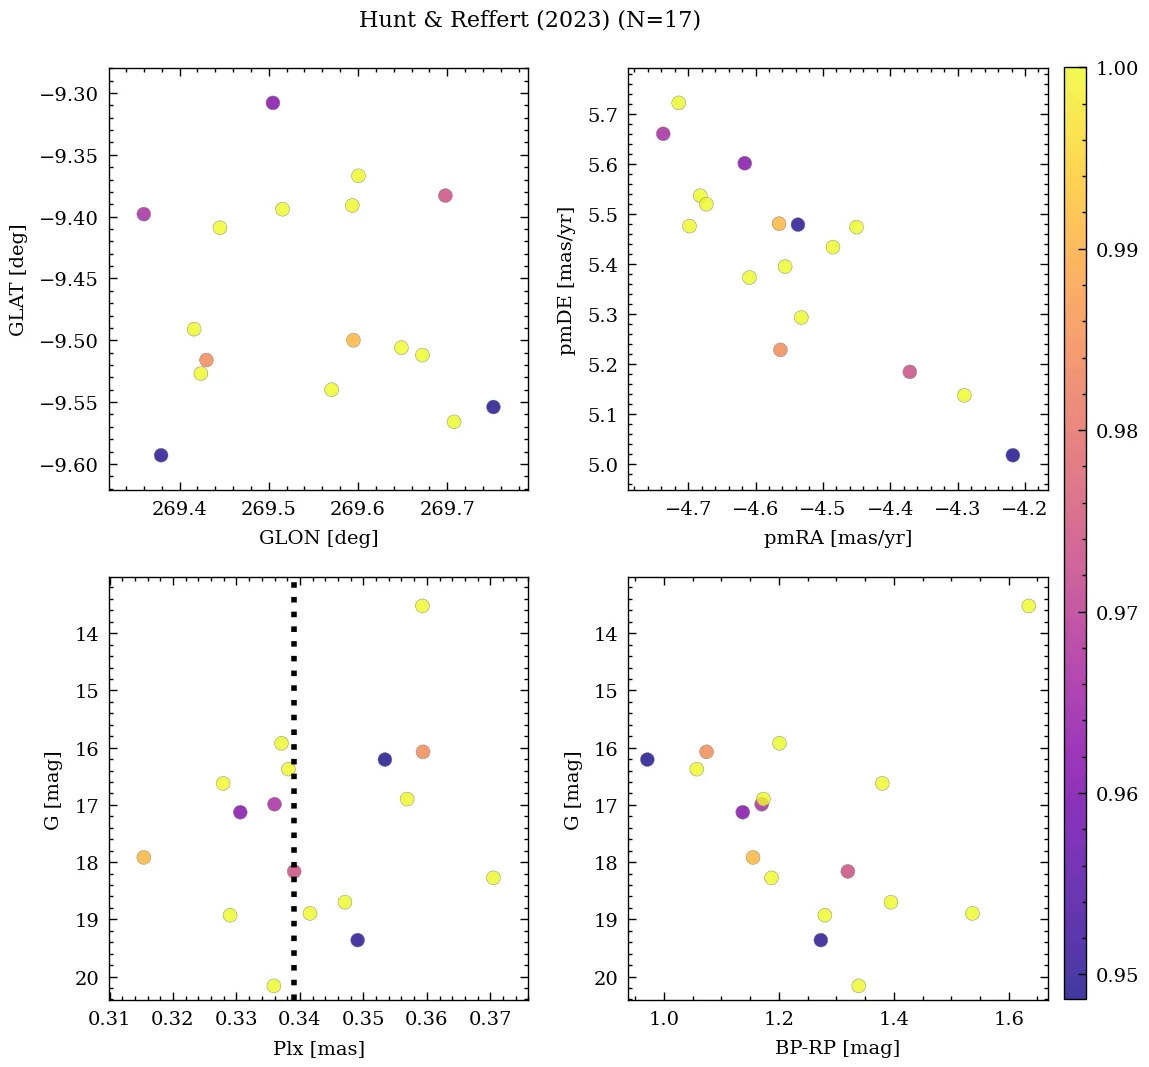 Hunt & Reffert (2023) (N=17)
−9.30
−9.35
−9.40
−9.45
−9.50
−9.55
−9.60
GLAT [deg]
269.4 269.5 269.6 269.7
GLON [deg]
5.7
5.6
5.5
5.4
5.3
5.2
5.1
5.0
pmDE [mas/yr]
−4.7 −4.6 −4.5 −4.4 −4.3 −4.2
pmRA [mas/yr]
14
15
16
17
18
19
20
G [mag]
0.31 0.32 0.33 0.34 0.35 0.36 0.37
Plx [mas]
14
15
16
17
18
19
20
G [mag]
1.0 1.2 1.4 1.6
BP-RP [mag]
1.00
0.99
0.98
0.97
0.96
0.95